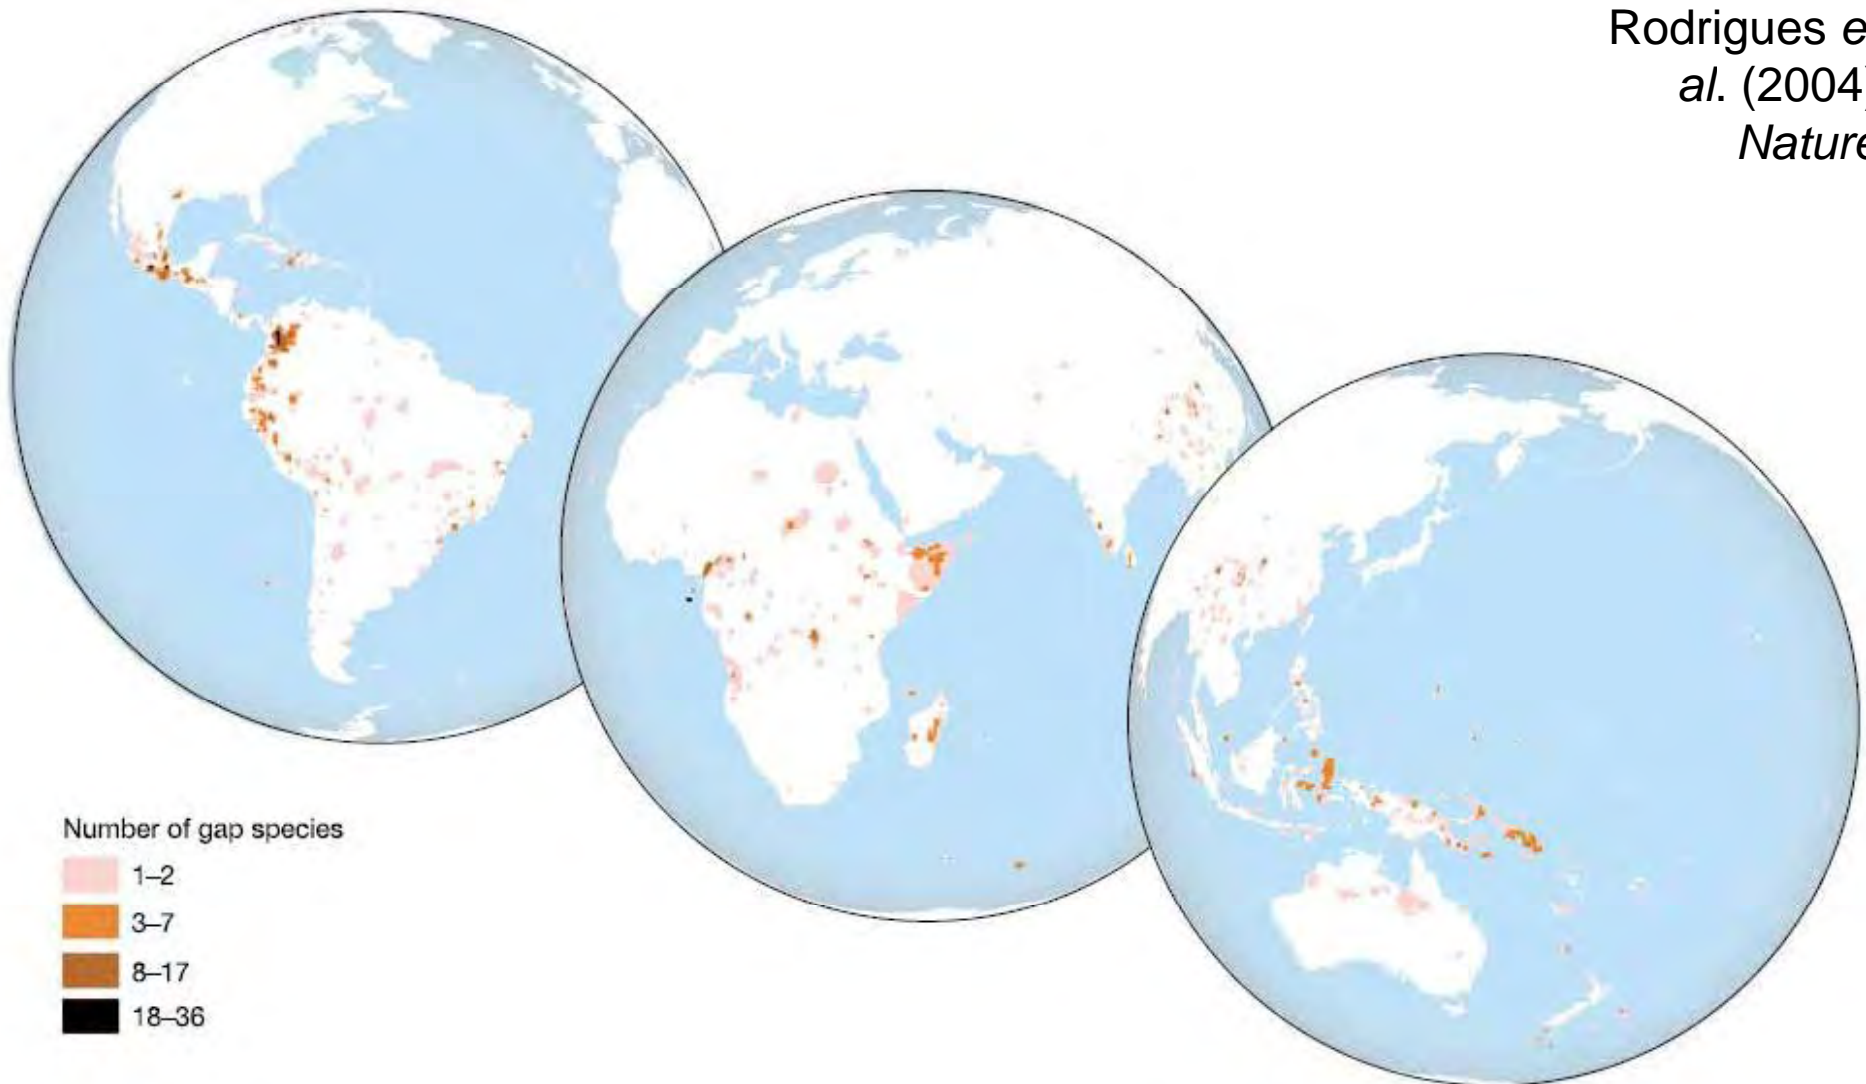 Rodrigues e
al. (2004)
Nature
Number of gap species
1–2
3–7
8–17
18–36